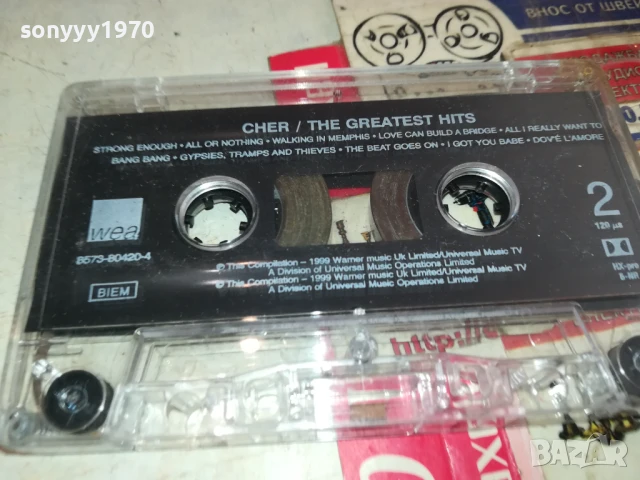 sonyyy1970
ВНОС ОТ ШВЕЙ
CHER / THE GREATEST HITS
STRONG ENOUGH • ALL OR NOTHING • WALKING IN MEMPHIS • LOVE CAN BUILD A BRIDGE • ALL I REALLY WANT TO
BANG BANG • GYPSIES, TRAMPS AND THIEVES • THE BEAT GOES ON • I GOT YOU BABE • DOV'È L'AMORE
wea
8573-80420-4
BIEM
2
120 µs
℗ This Compilation – 1999 Warner music Uk Limited/Universal Music TV
A Division of Universal Music Operations Limited
© This Compilation – 1999 Warner music Uk Limited/Universal Music TV
A Division of Universal Music Operations Limited
http://
BAZAR